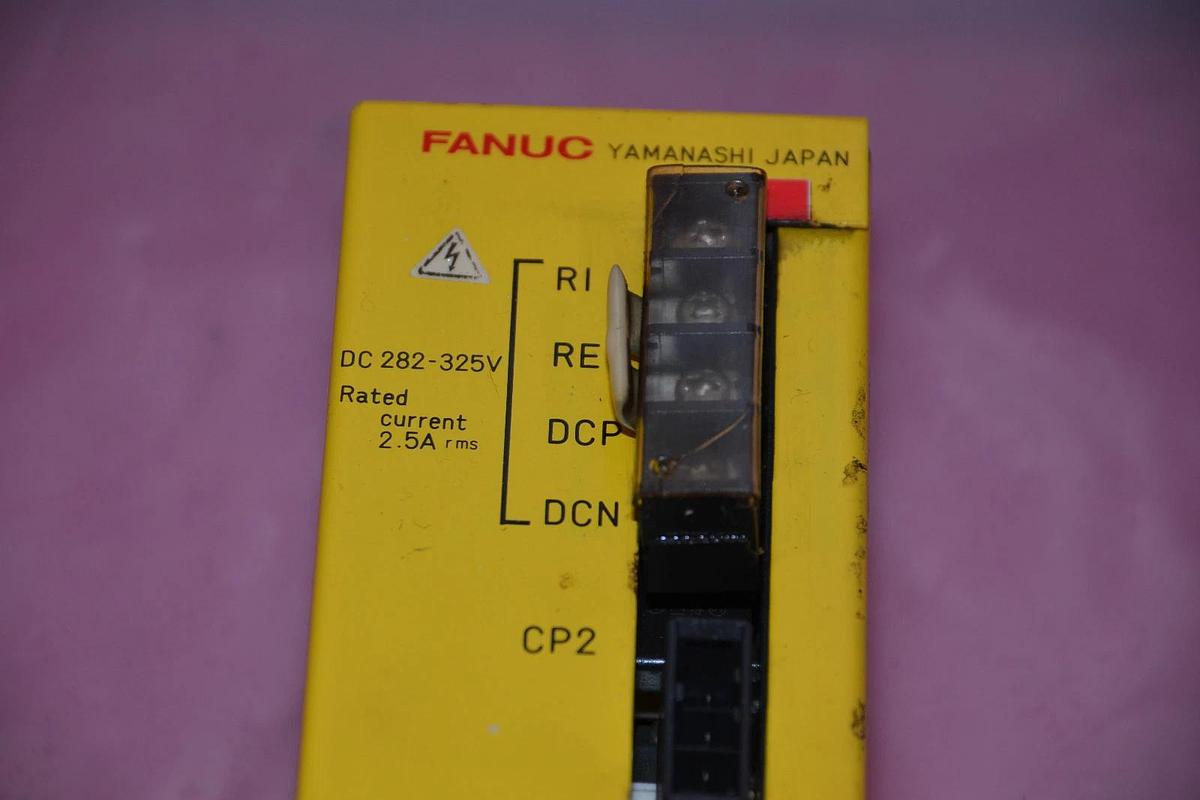 FANUC YAMANASHI JAPAN
RI
DC 282-325V
RE
Rated
current
2.5A rms
DCP
DCN
CP2